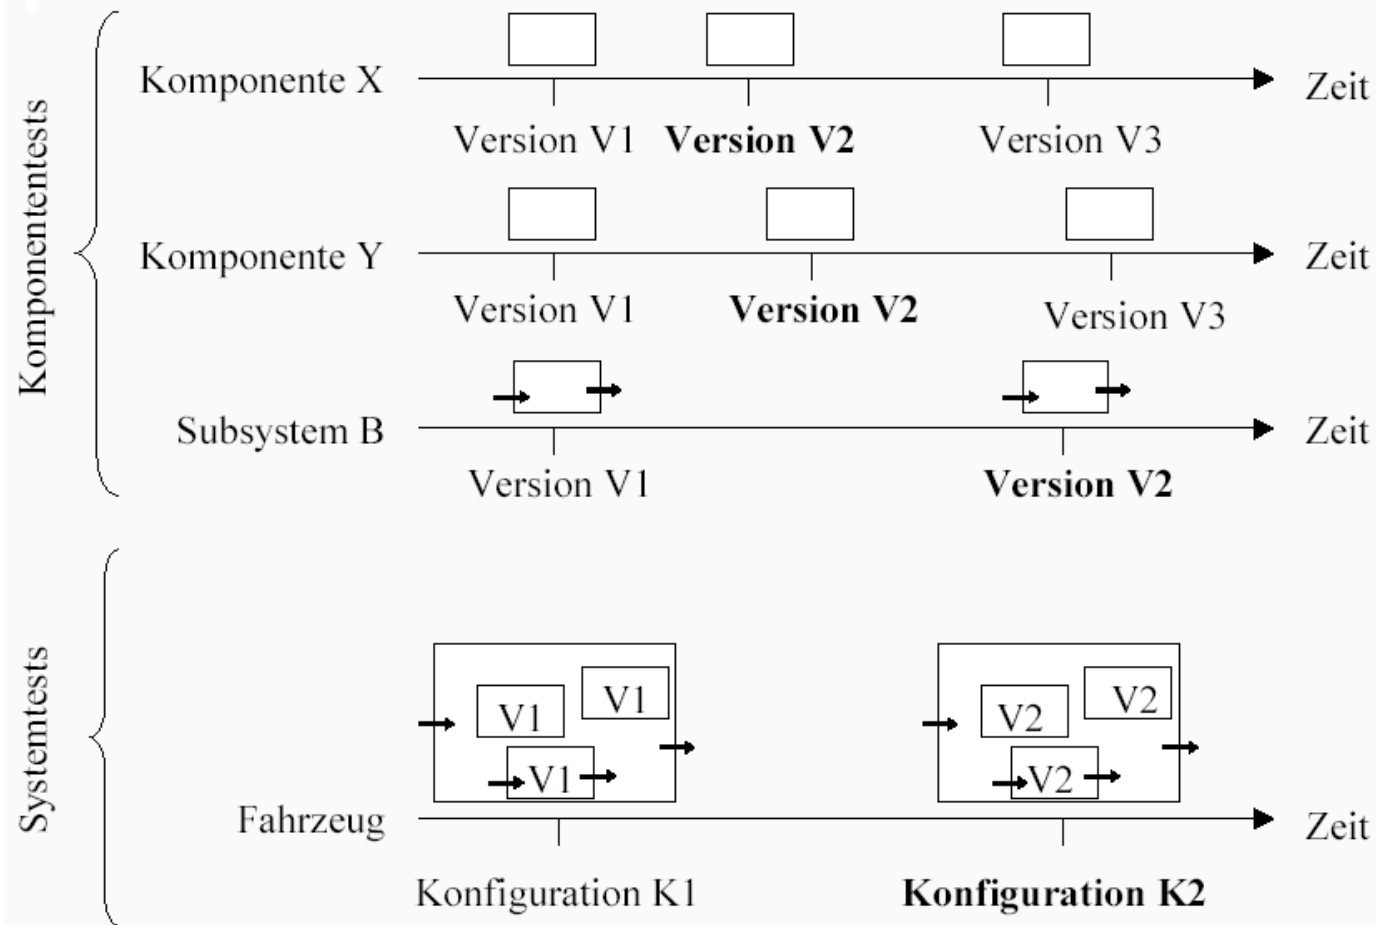 Komponententests
Komponente X
Zeit
Version V1
Version V2
Version V3
Komponente Y
Zeit
Version V1
Version V2
Version V3
Subsystem B
Zeit
Version V1
Version V2
Systemtests
V1
V1
V1
V2
V2
V2
Fahrzeug
Zeit
Konfiguration K1
Konfiguration K2